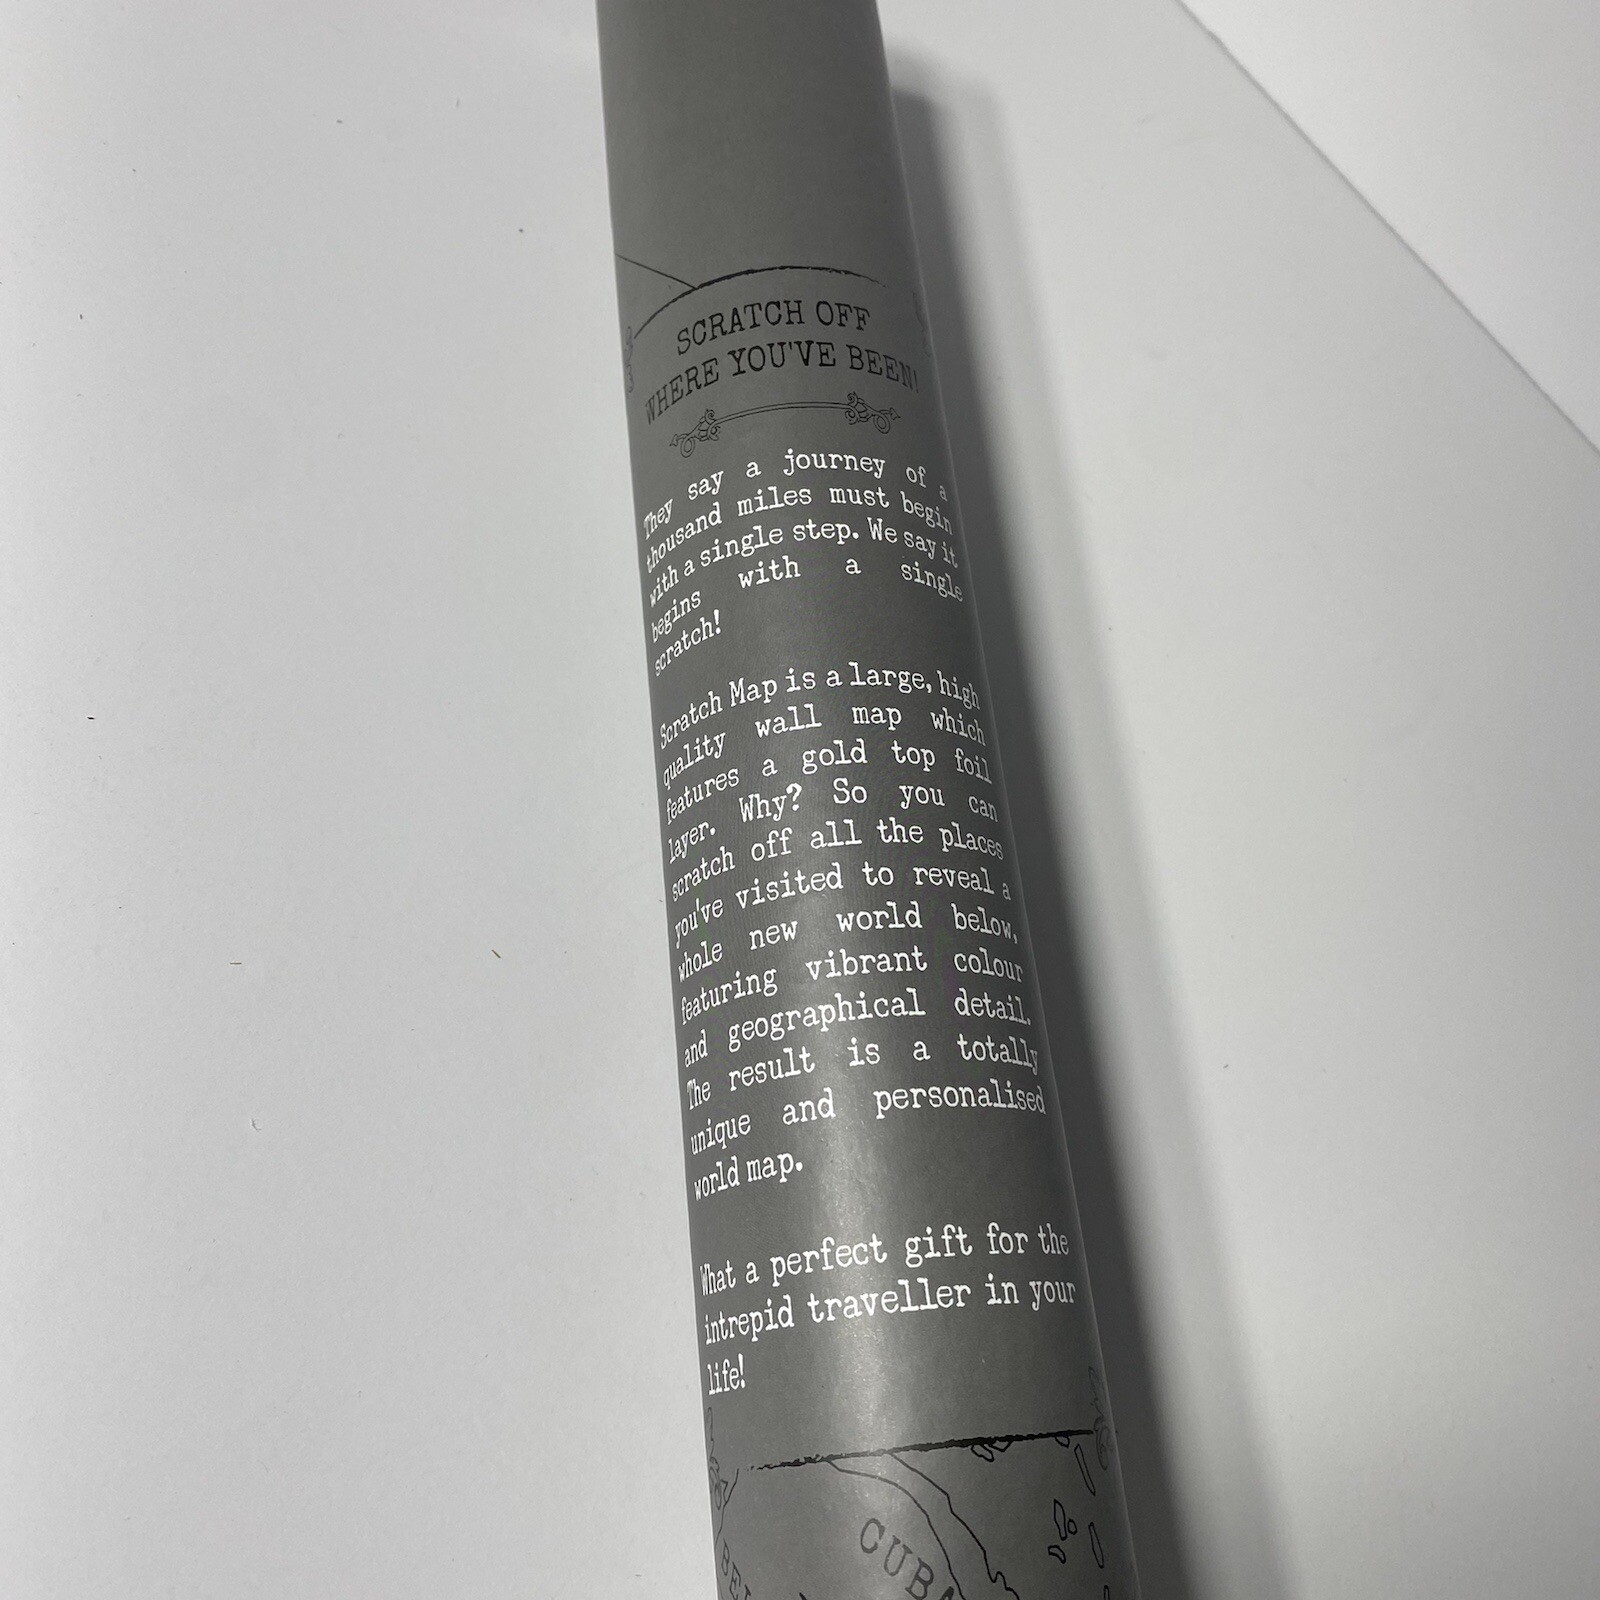 SCRATCH OFF
WHERE YOU'VE BEEN!
They say a journey of a
thousand miles must begin
with a single step. We say it
begins with a single
scratch!
Scratch Map is a large, high
quality wall map which
features a gold top foil
layer. Why? So you can
scratch off all the places
you've visited to reveal a
whole new world below,
featuring vibrant colour
and geographical detail.
The result is a totally
unique and personalised
world map.
What a perfect gift for the
intrepid traveller in your
life!
CUBA